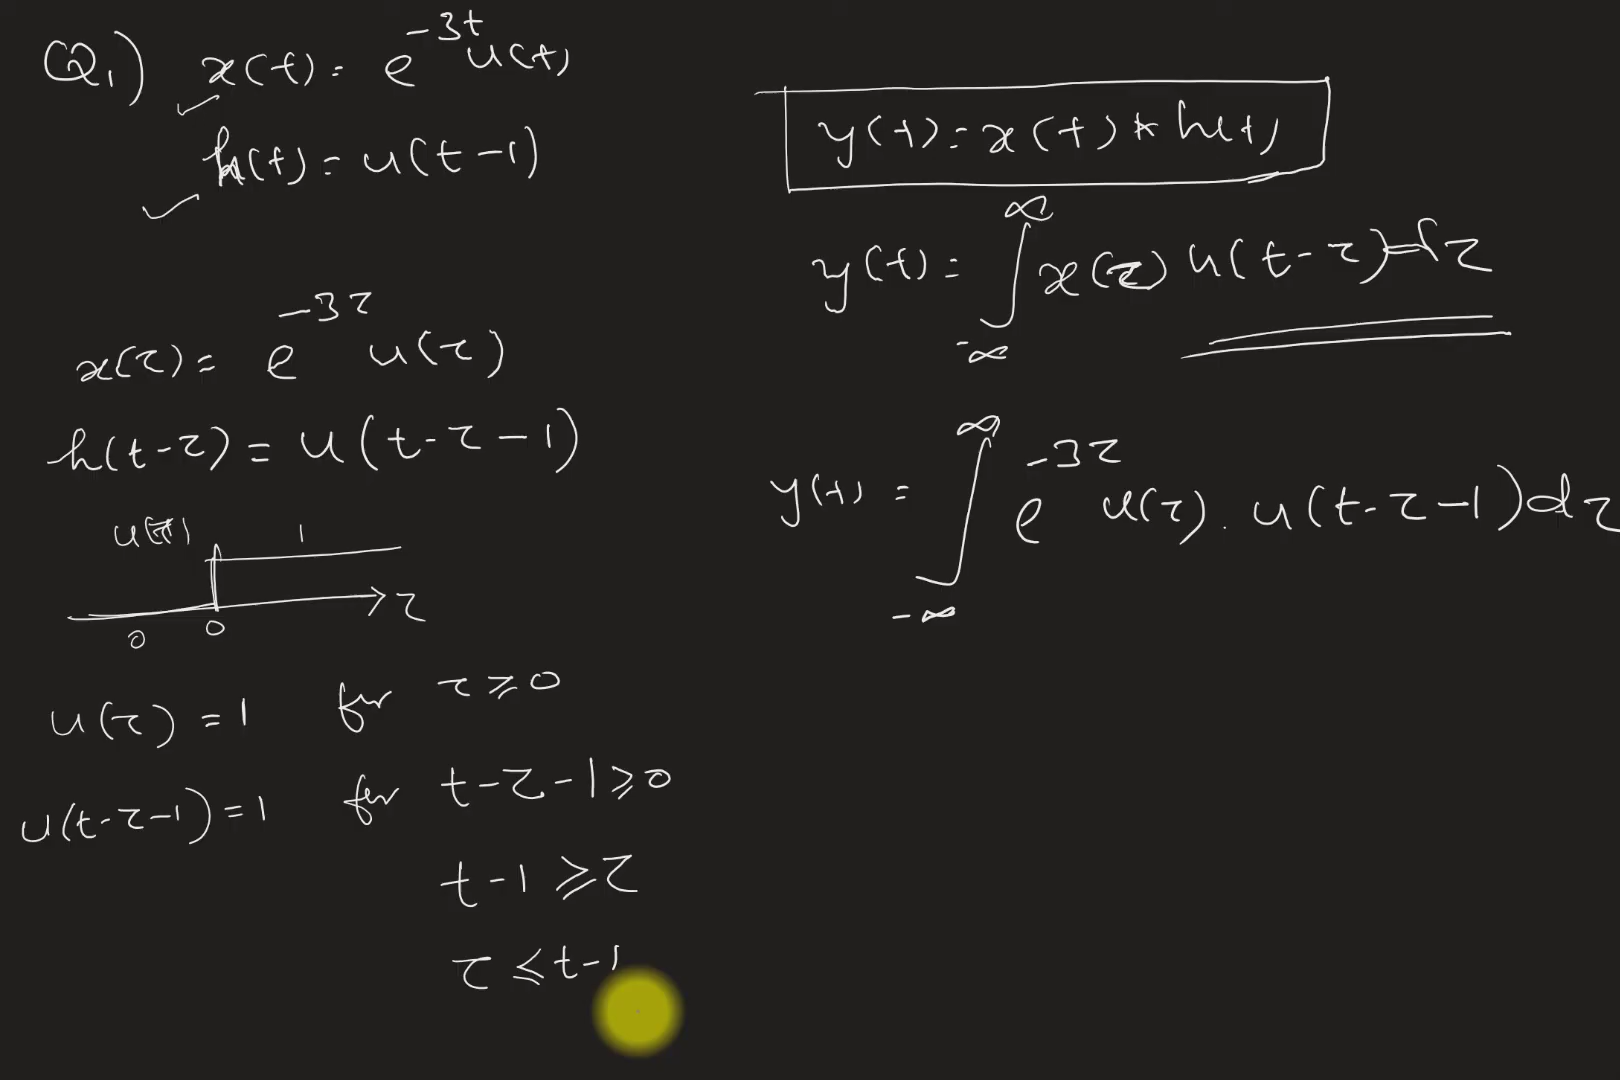 Q1) x(t) = e^{-3t} u(t)
h(t) = u(t-1)
x(τ) = e^{-3τ} u(τ)
h(t-τ) = u(t-τ-1)
u(τ)
1
τ
0 0
u(τ) = 1 for τ ≥ 0
u(t-τ-1) = 1 for t-τ-1 ≥ 0
t-1 ≥ τ
τ ≤ t-1
y(t) = x(t) * h(t)
y(t) = ∫_{-∞}^{∞} x(τ) u(t-τ) dτ
y(t) = ∫_{-∞}^{∞} e^{-3τ} u(τ) . u(t-τ-1) dτ